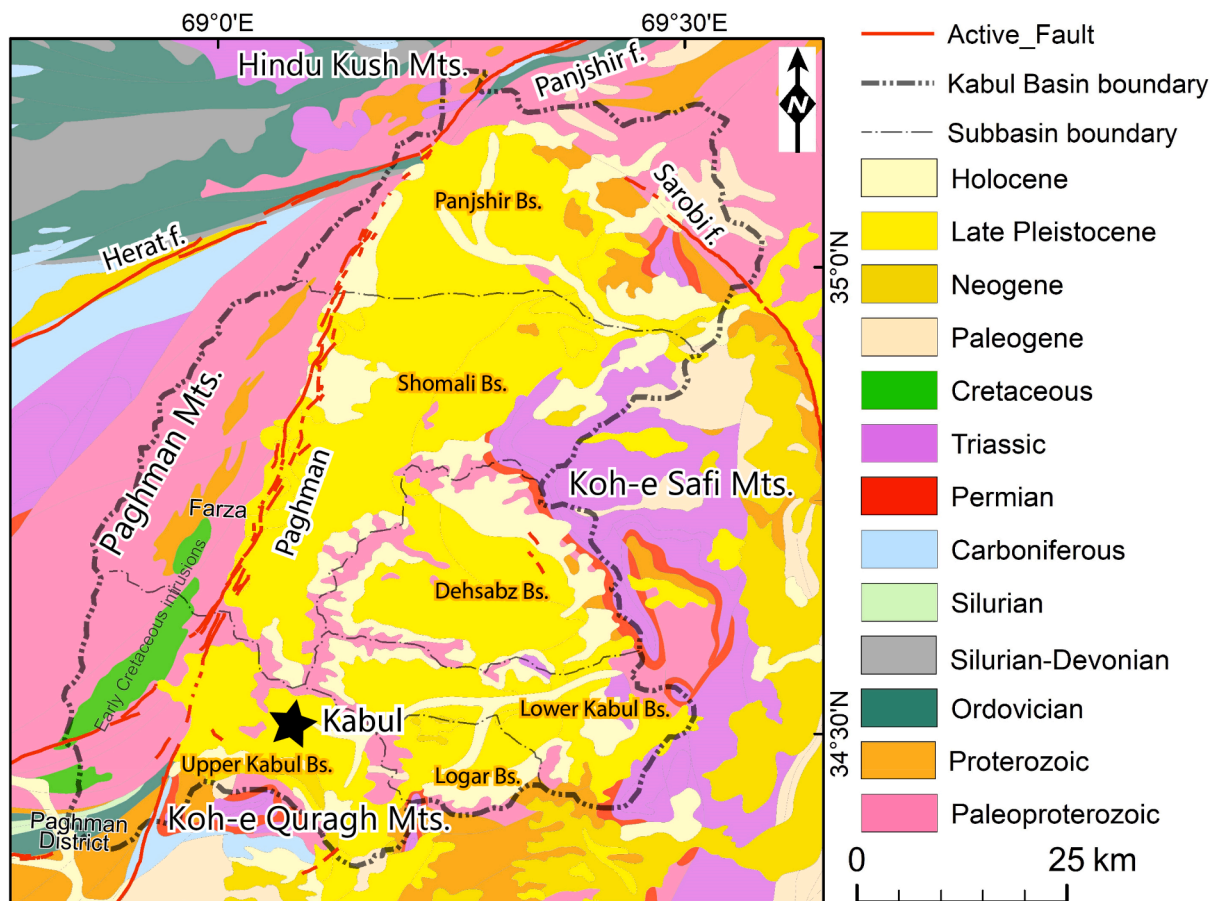 69°0'E
69°30'E
Hindu Kush Mts.
Panjshir f.
N
Panjshir Bs.
Sarobi f.
Herat f.
35°0'N
Paghman Mts.
Shomali Bs.
Koh-e Safi Mts.
Farza
Paghman
Early Cretaceous intrusions
Dehsabz Bs.
Kabul
Lower Kabul Bs.
34°30'N
Upper Kabul Bs.
Logar Bs.
Koh-e Quragh Mts.
Paghman
District
Active_Fault
Kabul Basin boundary
Subbasin boundary
Holocene
Late Pleistocene
Neogene
Paleogene
Cretaceous
Triassic
Permian
Carboniferous
Silurian
Silurian-Devonian
Ordovician
Proterozoic
Paleoproterozoic
0 25 km